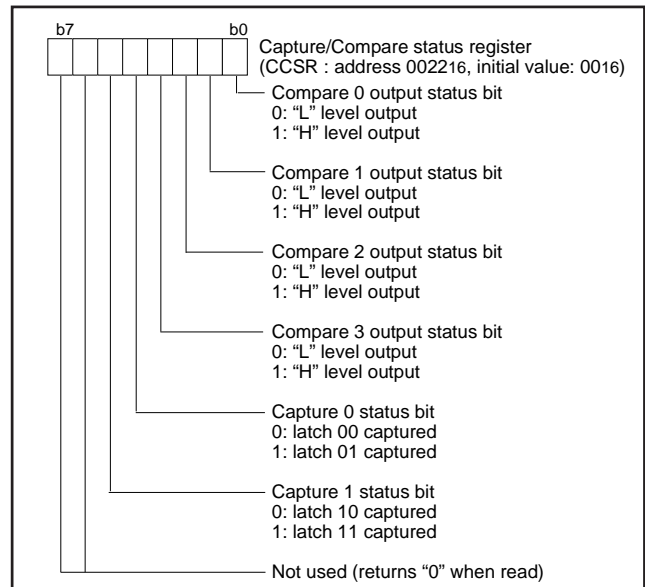 b7 b0
Capture/Compare status register
(CCSR : address 002216, initial value: 0016)
Compare 0 output status bit
0: “L” level output
1: “H” level output
Compare 1 output status bit
0: “L” level output
1: “H” level output
Compare 2 output status bit
0: “L” level output
1: “H” level output
Compare 3 output status bit
0: “L” level output
1: “H” level output
Capture 0 status bit
0: latch 00 captured
1: latch 01 captured
Capture 1 status bit
0: latch 10 captured
1: latch 11 captured
Not used (returns “0” when read)